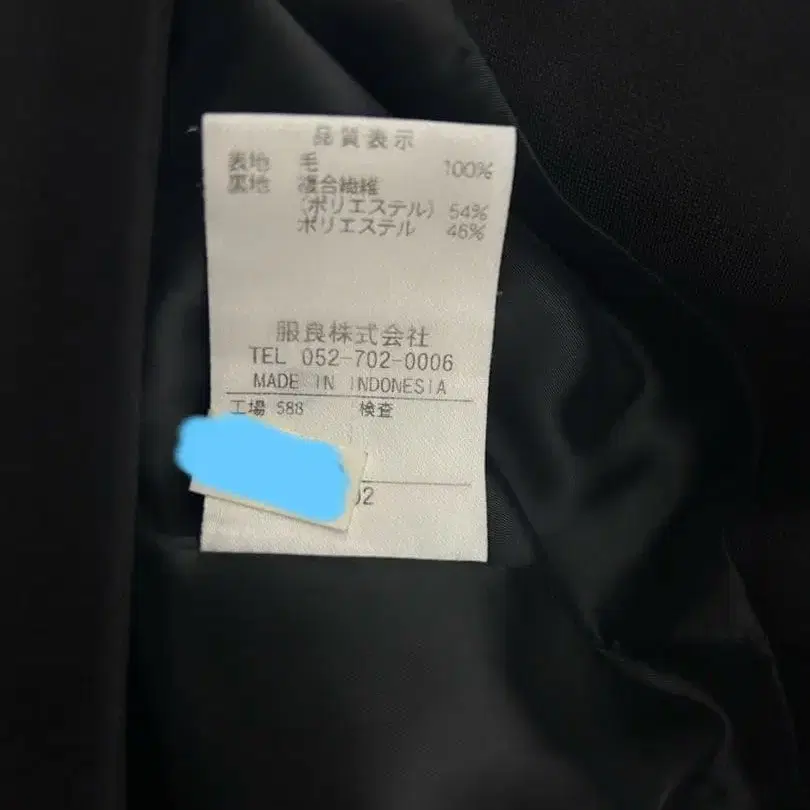 品質表示
表地 毛 100%
裏地 複合繊維
(ポリエステル) 54%
ポリエステル 46%
服良株式会社
TEL 052-702-0006
MADE IN INDONESIA
工場 588 検査
02